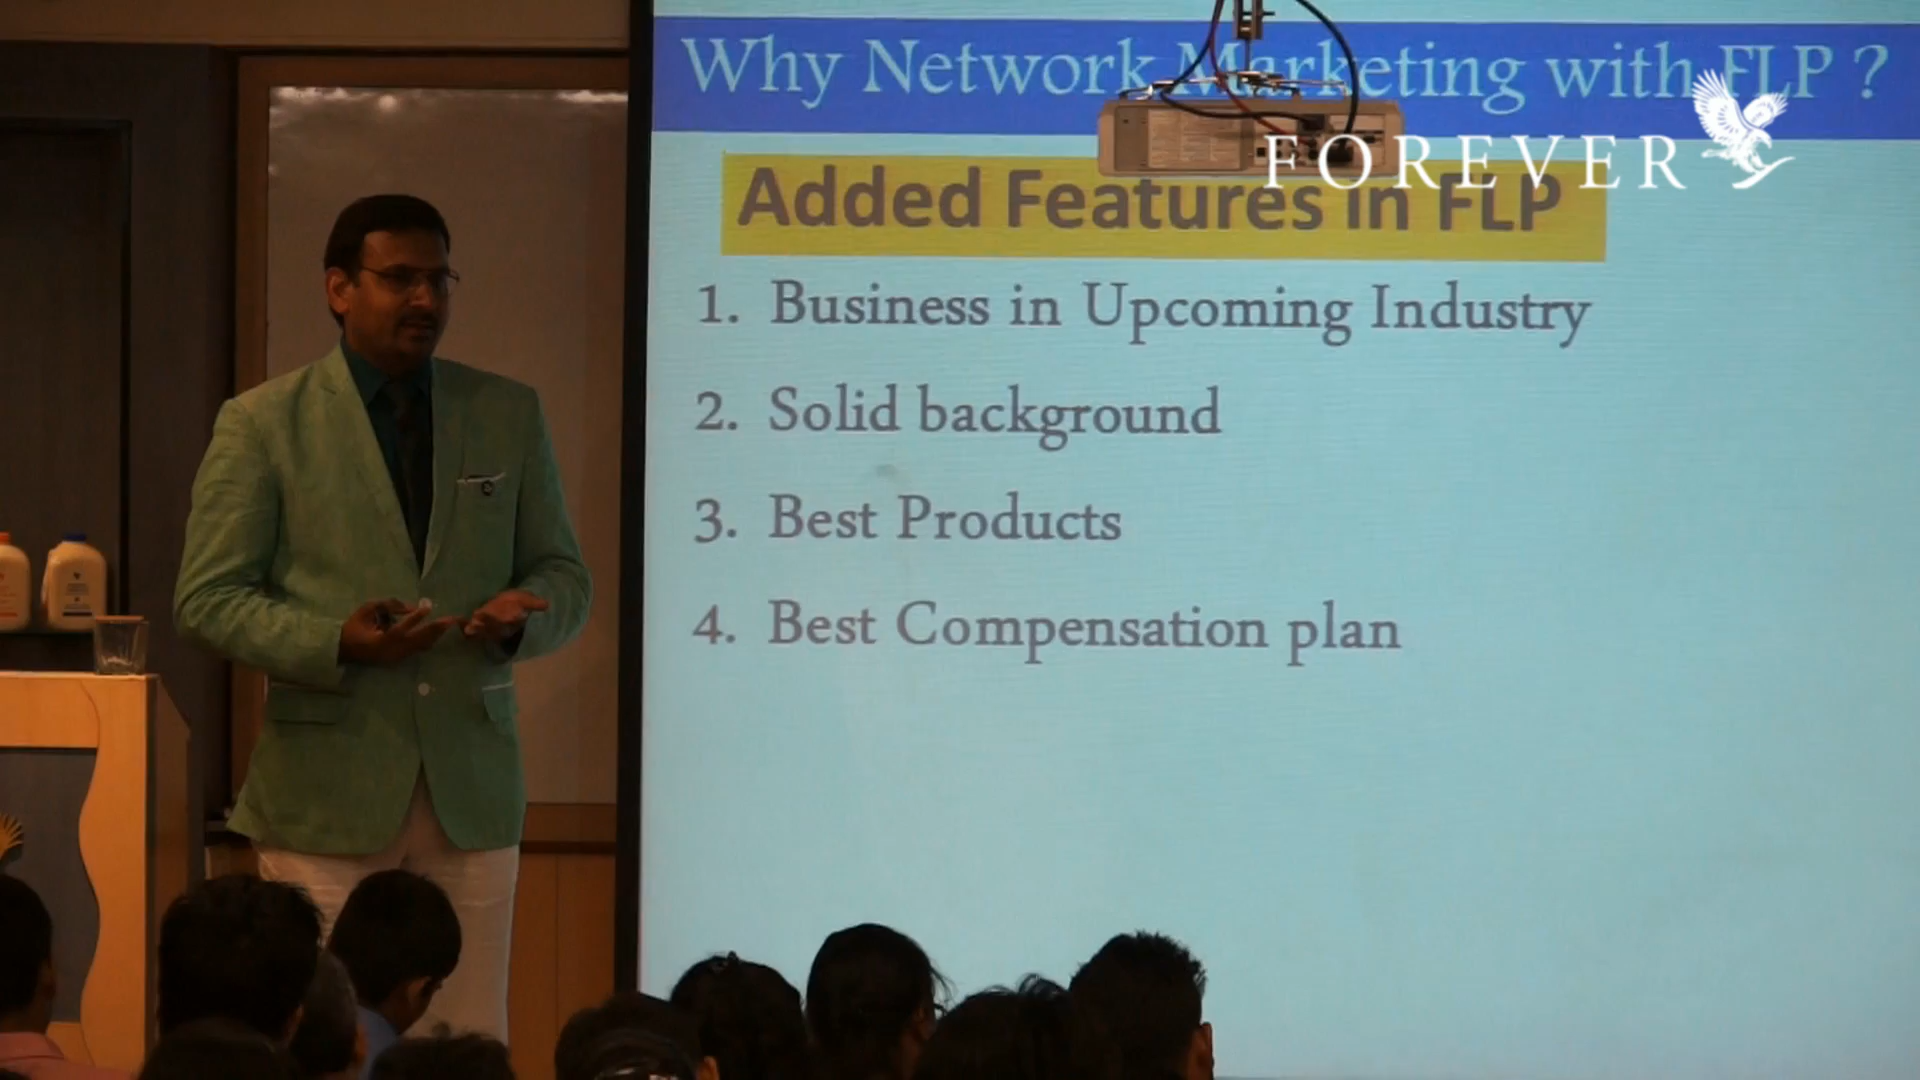 Why Network Marketing with FLP ?
FOREVER
Added Features in FLP
1. Business in Upcoming Industry
2. Solid background
3. Best Products
4. Best Compensation plan